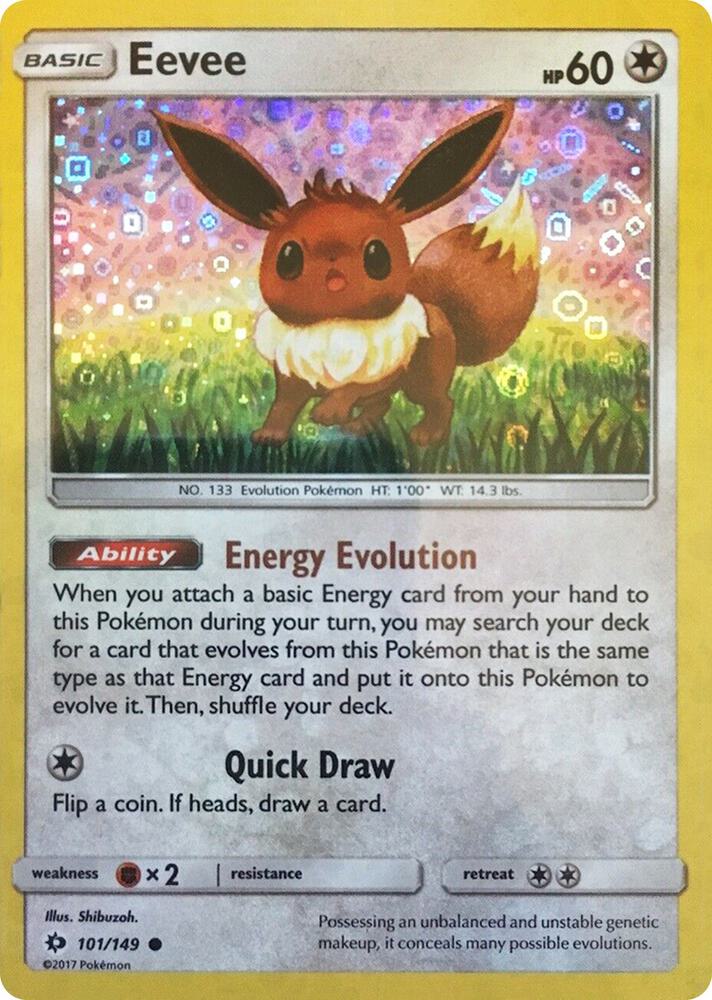 BASIC Eevee HP60
NO. 133 Evolution Pokémon HT: 1'00" WT: 14.3 lbs.
Ability Energy Evolution
When you attach a basic Energy card from your hand to
this Pokémon during your turn, you may search your deck
for a card that evolves from this Pokémon that is the same
type as that Energy card and put it onto this Pokémon to
evolve it. Then, shuffle your deck.
Quick Draw
Flip a coin. If heads, draw a card.
weakness ×2 resistance retreat
Illus. Shibuzoh.
101/149
©2017 Pokémon
Possessing an unbalanced and unstable genetic
makeup, it conceals many possible evolutions.